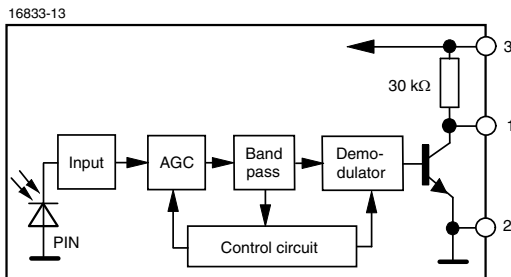 16833-13
3
30 kΩ
1
Input
AGC
Band
pass
Demo-
dulator
2
PIN
Control circuit